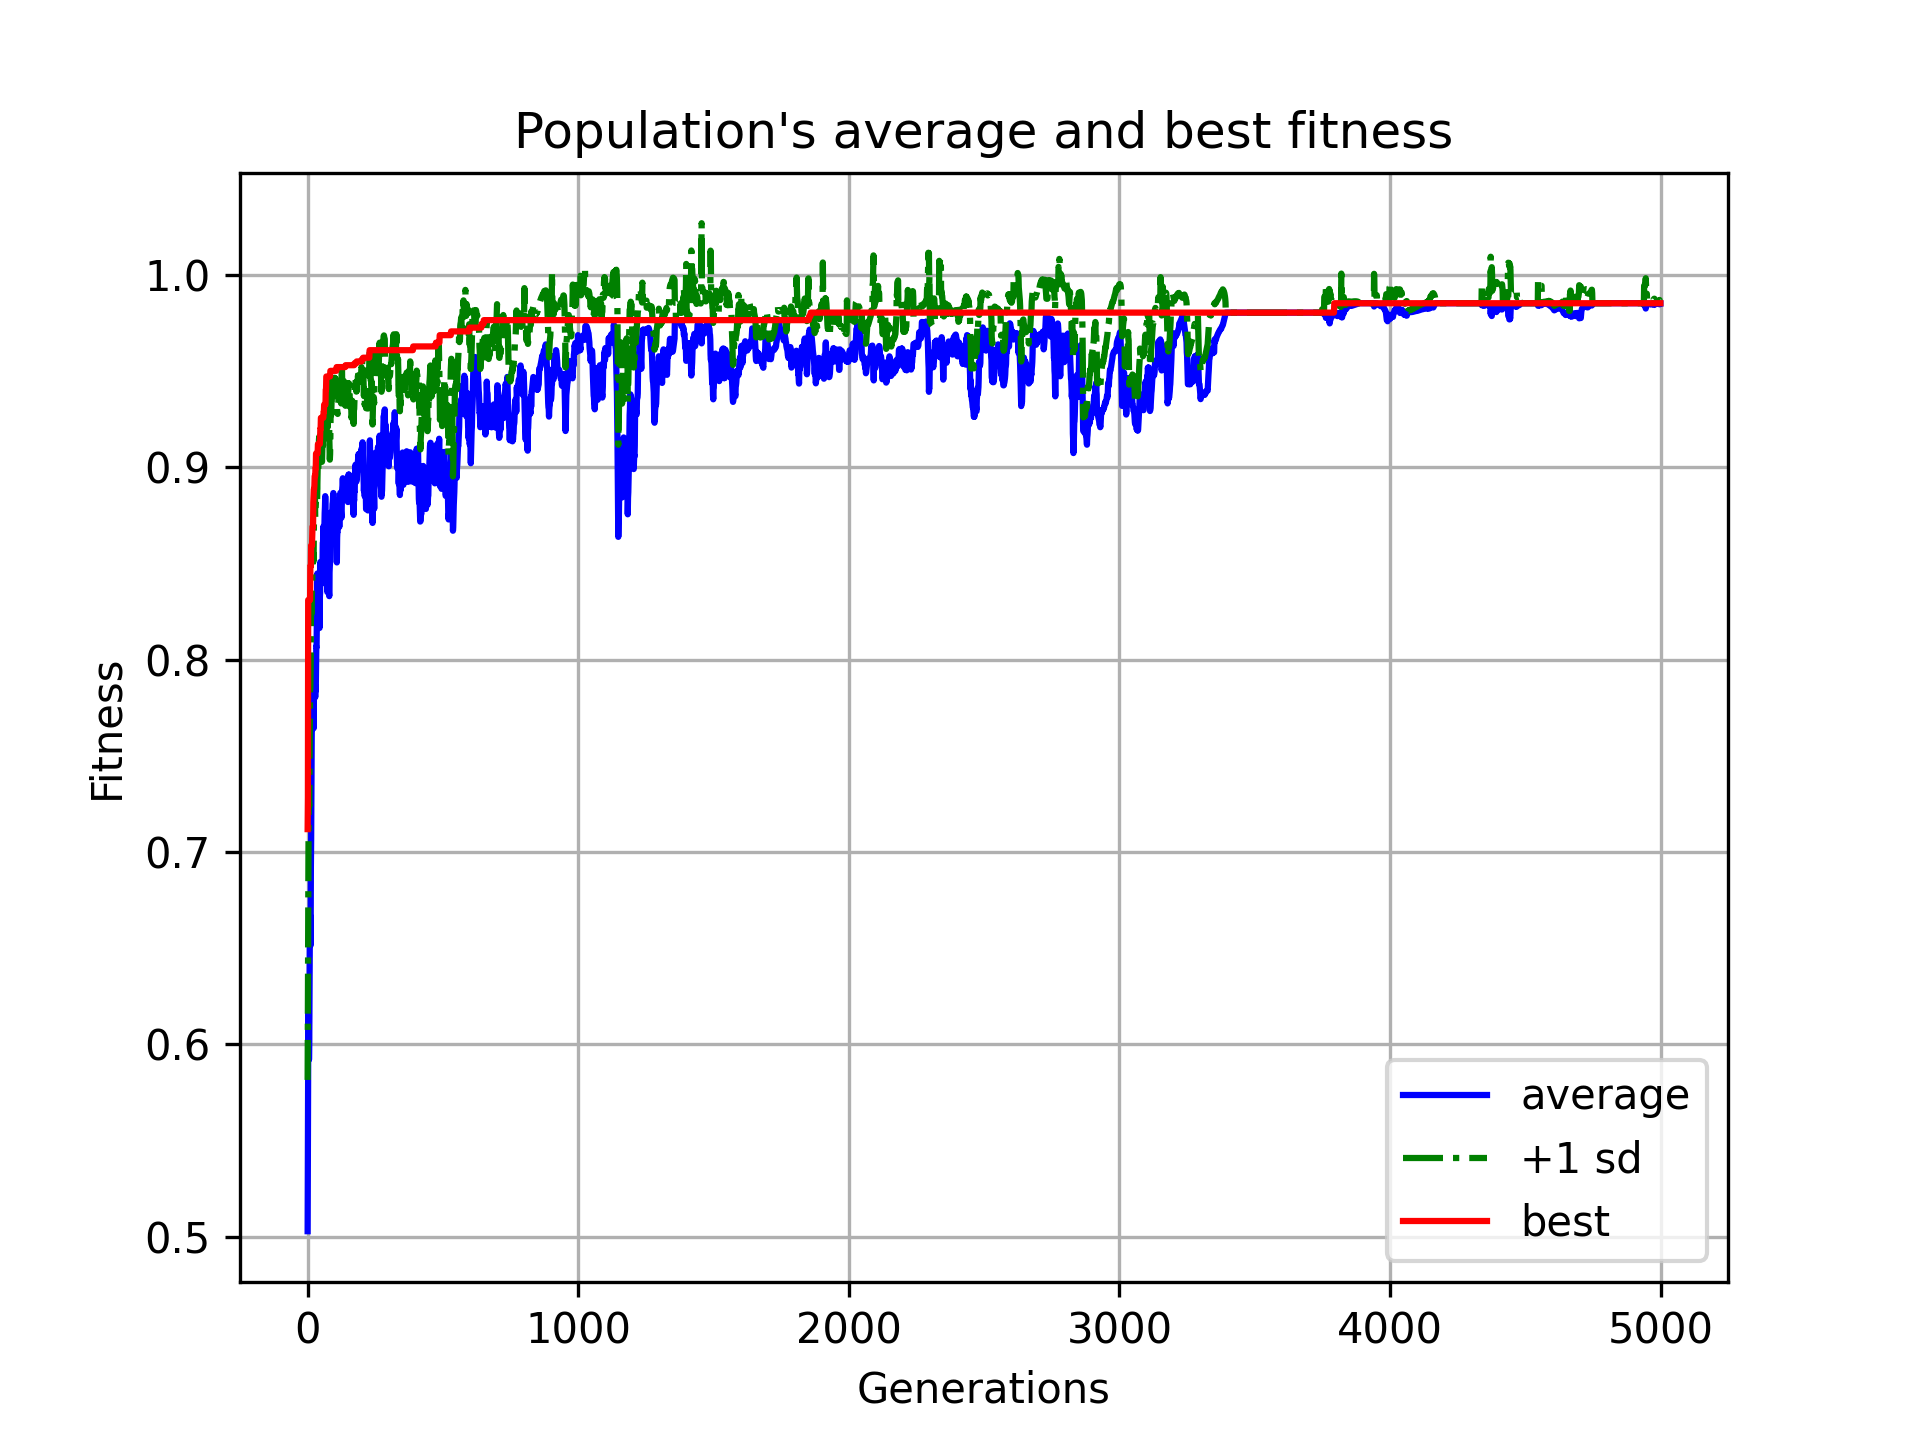 Population's average and best fitness
Fitness
1.0
0.9
0.8
0.7
0.6
0.5
average
+1 sd
best
0 1000 2000 3000 4000 5000
Generations